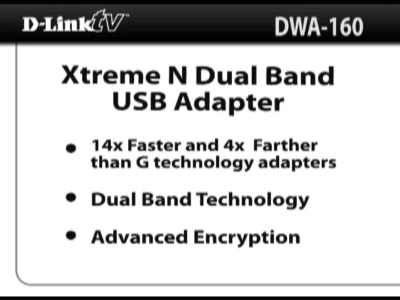 D-Link tv
DWA-160
Xtreme N Dual Band
USB Adapter
14x Faster and 4x Farther
than G technology adapters
Dual Band Technology
Advanced Encryption